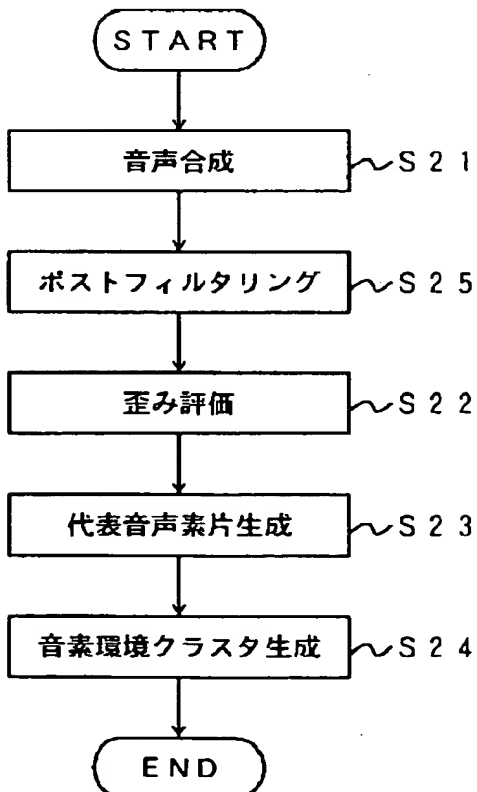 START
音声合成 S21
ポストフィルタリング S25
歪み評価 S22
代表音声素片生成 S23
音素環境クラスタ生成 S24
END